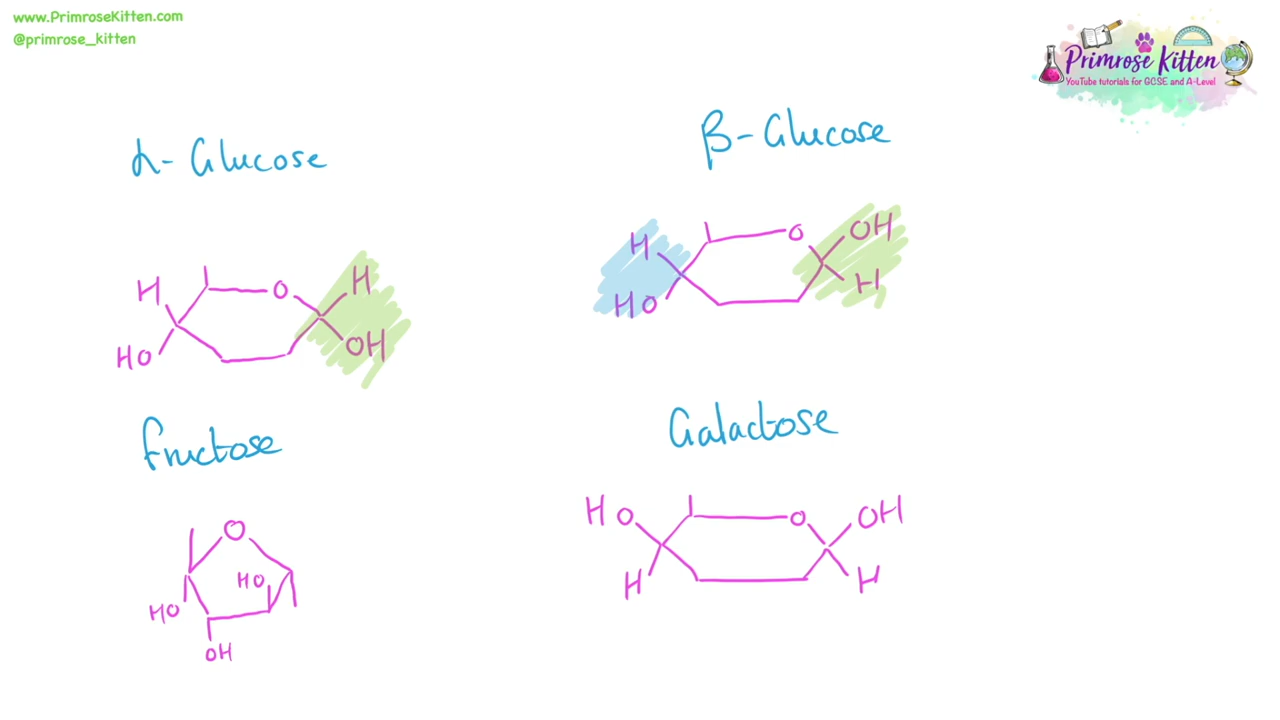 www.PrimroseKitten.com
@primrose_kitten
Primrose Kitten
YouTube tutorials for GCSE and A-Level
α-Glucose
H
O
H
HO
OH
β-Glucose
H
O
OH
HO
H
Fructose
O
HO
HO
OH
Galactose
HO
O
OH
H
H